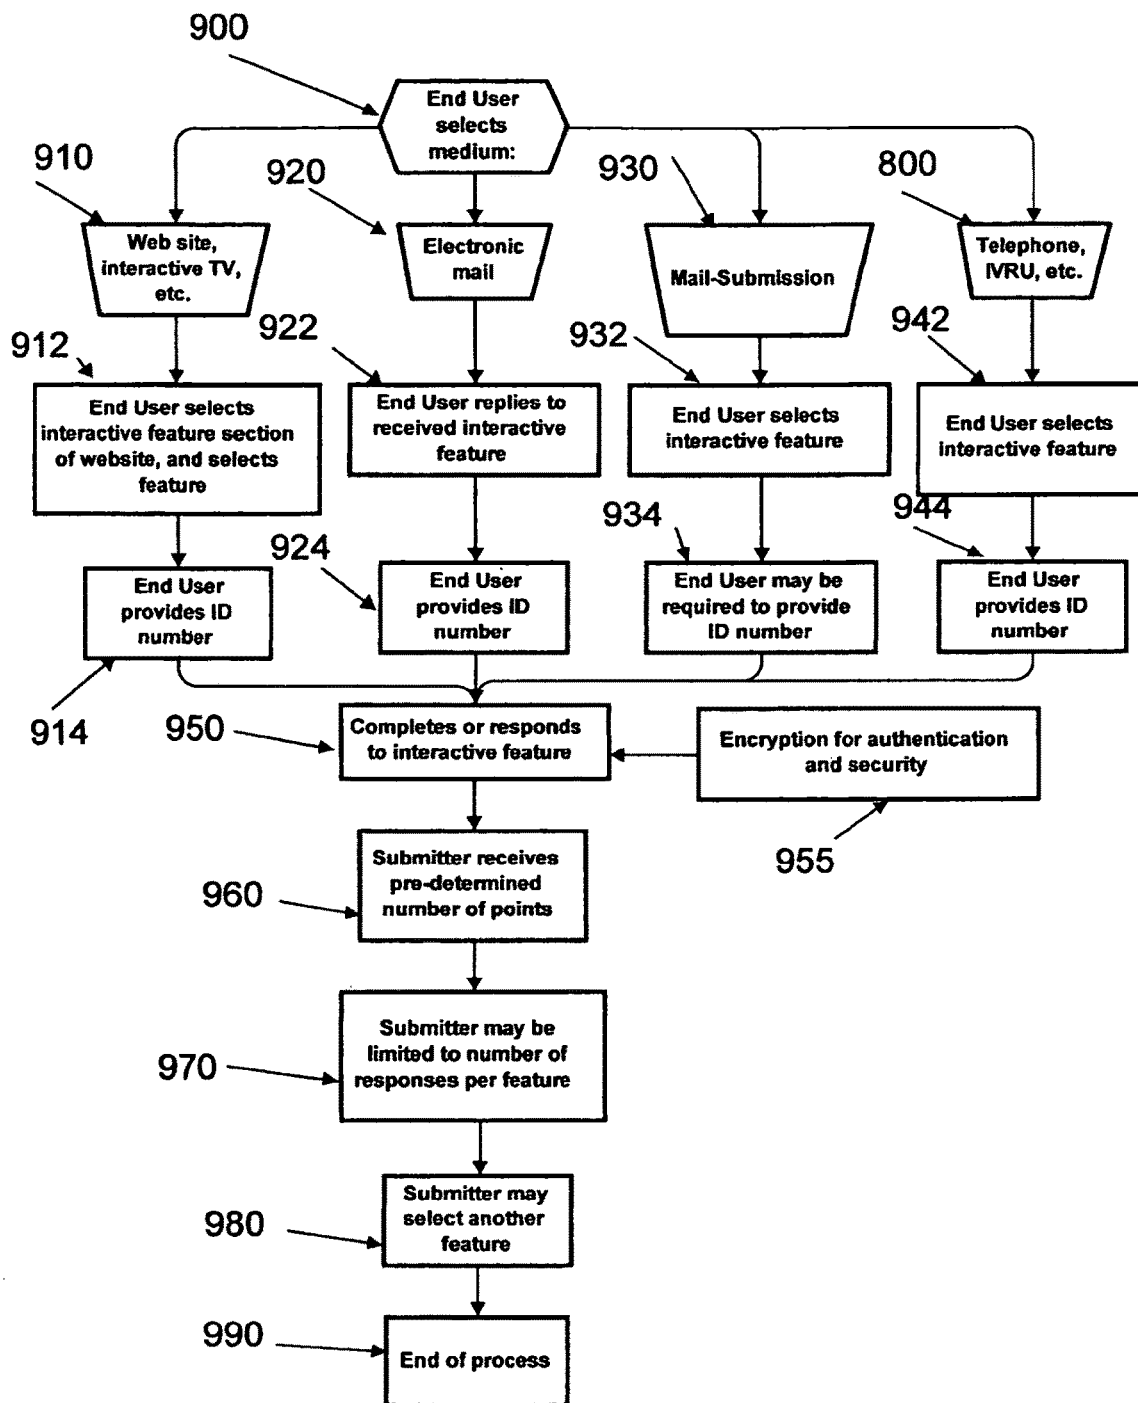 900
End User
selects
medium:
910
920
930
800
Web site,
interactive TV,
etc.
Electronic
mail
Mail-Submission
Telephone,
IVRU, etc.
912
922
932
942
End User selects
interactive feature section
of website, and selects
feature
End User replies to
received interactive
feature
End User selects
interactive feature
End User selects
interactive feature
924
934
944
End User
provides ID
number
End User
provides ID
number
End User may be
required to provide
ID number
End User
provides ID
number
914
950
Completes or responds
to interactive feature
Encryption for authentication
and security
955
960
Submitter receives
pre-determined
number of points
970
Submitter may be
limited to number of
responses per feature
980
Submitter may
select another
feature
990
End of process